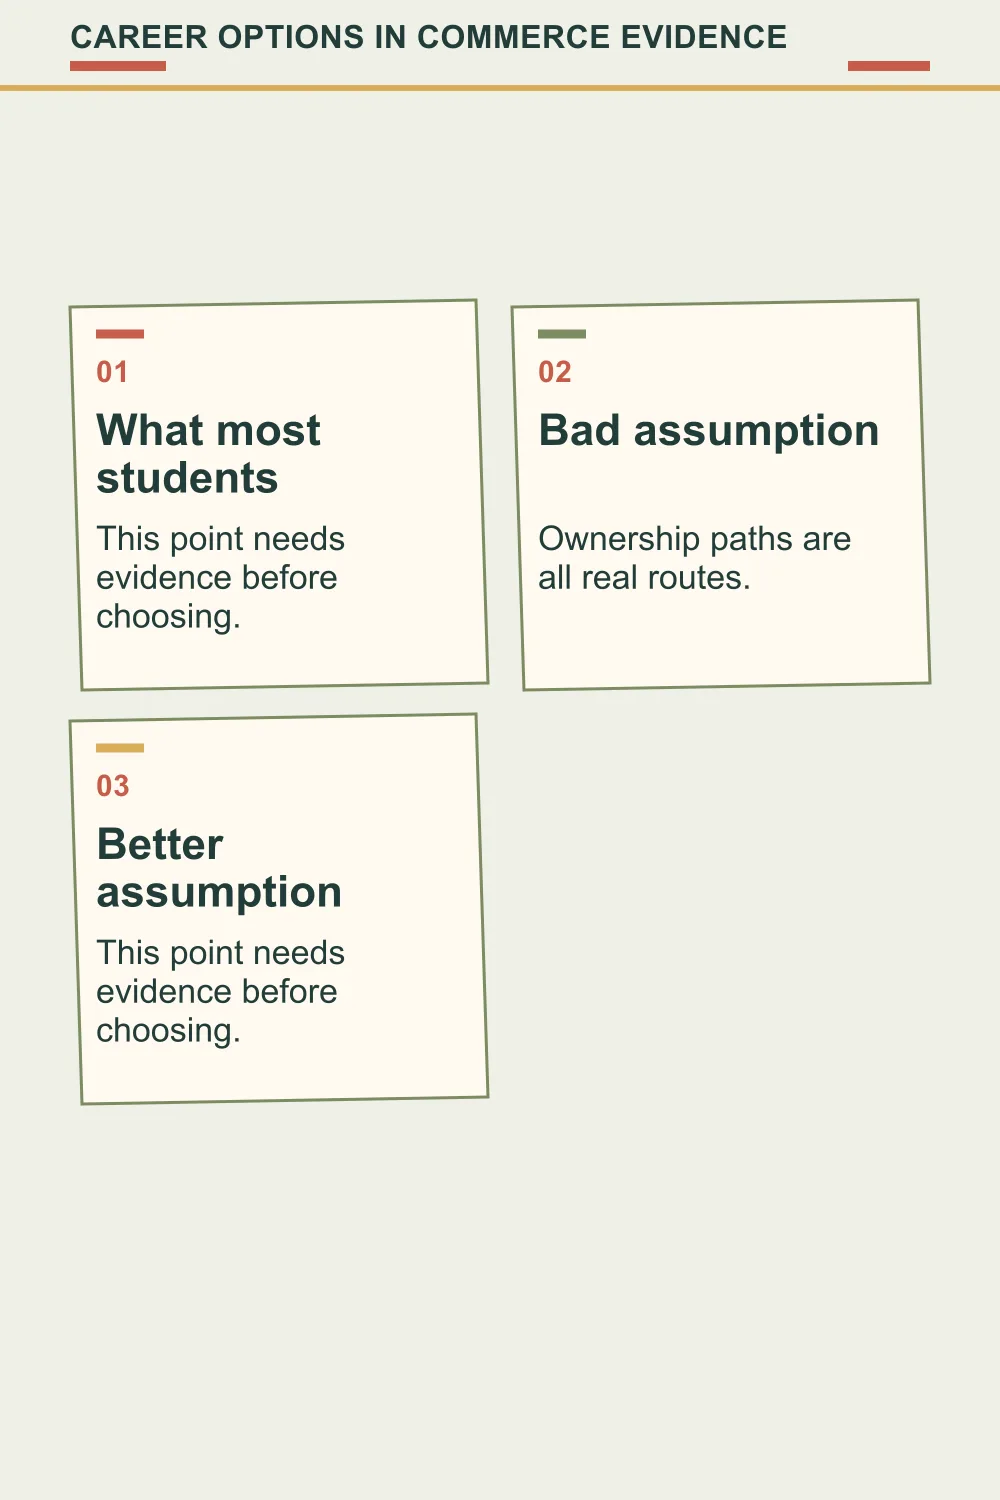 CAREER OPTIONS IN COMMERCE EVIDENCE
01
What most
students
This point needs
evidence before
choosing.
02
Bad assumption
Ownership paths are
all real routes.
03
Better
assumption
This point needs
evidence before
choosing.